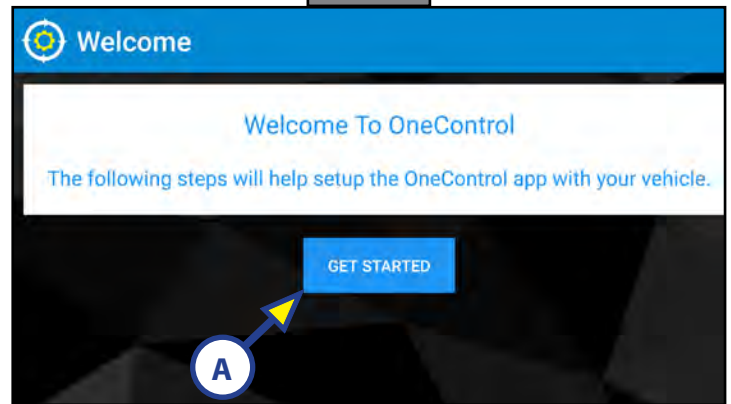 Welcome
Welcome To OneControl
The following steps will help setup the OneControl app with your vehicle.
GET STARTED
A